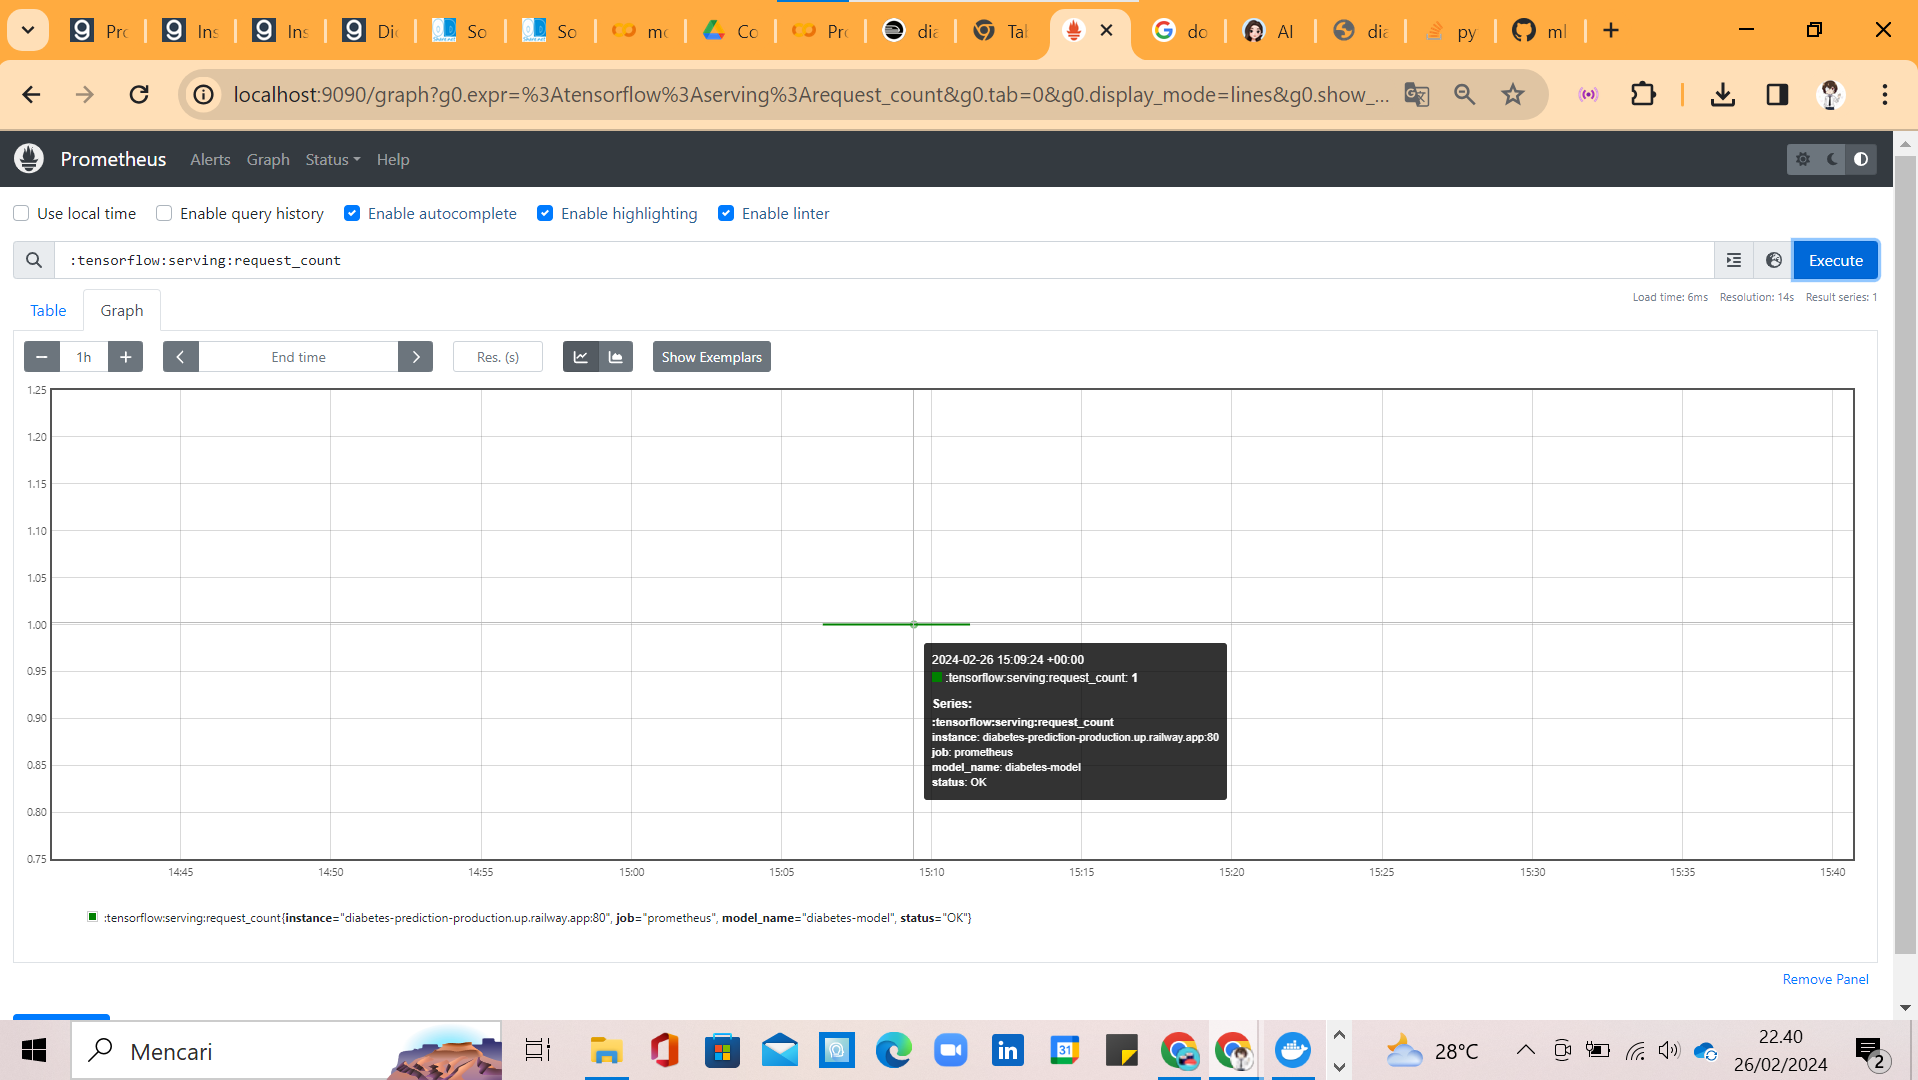 Pro
Ins
Ins
Dic
So
So
mo
Co
Pro
dia
Tab
do
AI
dia
py
ml
localhost:9090/graph?g0.expr=%3Atensorflow%3Aserving%3Arequest_count&g0.tab=0&g0.display_mode=lines&g0.show_...
Prometheus Alerts Graph Status Help
Use local time Enable query history Enable autocomplete Enable highlighting Enable linter
:tensorflow:serving:request_count Execute
Load time: 6ms Resolution: 14s Result series: 1
Table Graph
1h End time Res. (s) Show Exemplars
1.25
1.20
1.15
1.10
1.05
1.00
0.95
0.90
0.85
0.80
0.75
2024-02-26 15:09:24 +00:00
:tensorflow:serving:request_count: 1
Series:
:tensorflow:serving:request_count
instance: diabetes-prediction-production.up.railway.app:80
job: prometheus
model_name: diabetes-model
status: OK
14:45 14:50 14:55 15:00 15:05 15:10 15:15 15:20 15:25 15:30 15:35 15:40
:tensorflow:serving:request_count{instance="diabetes-prediction-production.up.railway.app:80", job="prometheus", model_name="diabetes-model", status="OK"}
Remove Panel
Mencari
31
28°C
22.40
26/02/2024
2